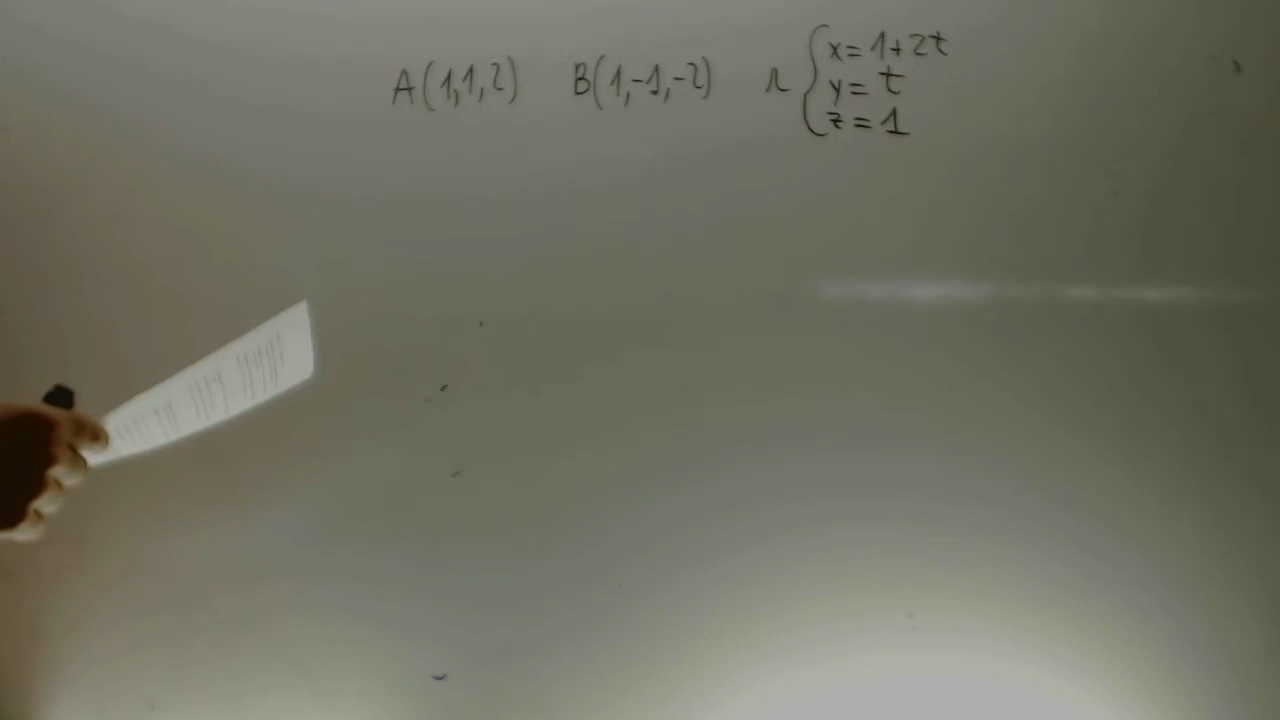 A(1,1,2) B(1,-1,-2) r { x= 1+2t
y= t
z= 1